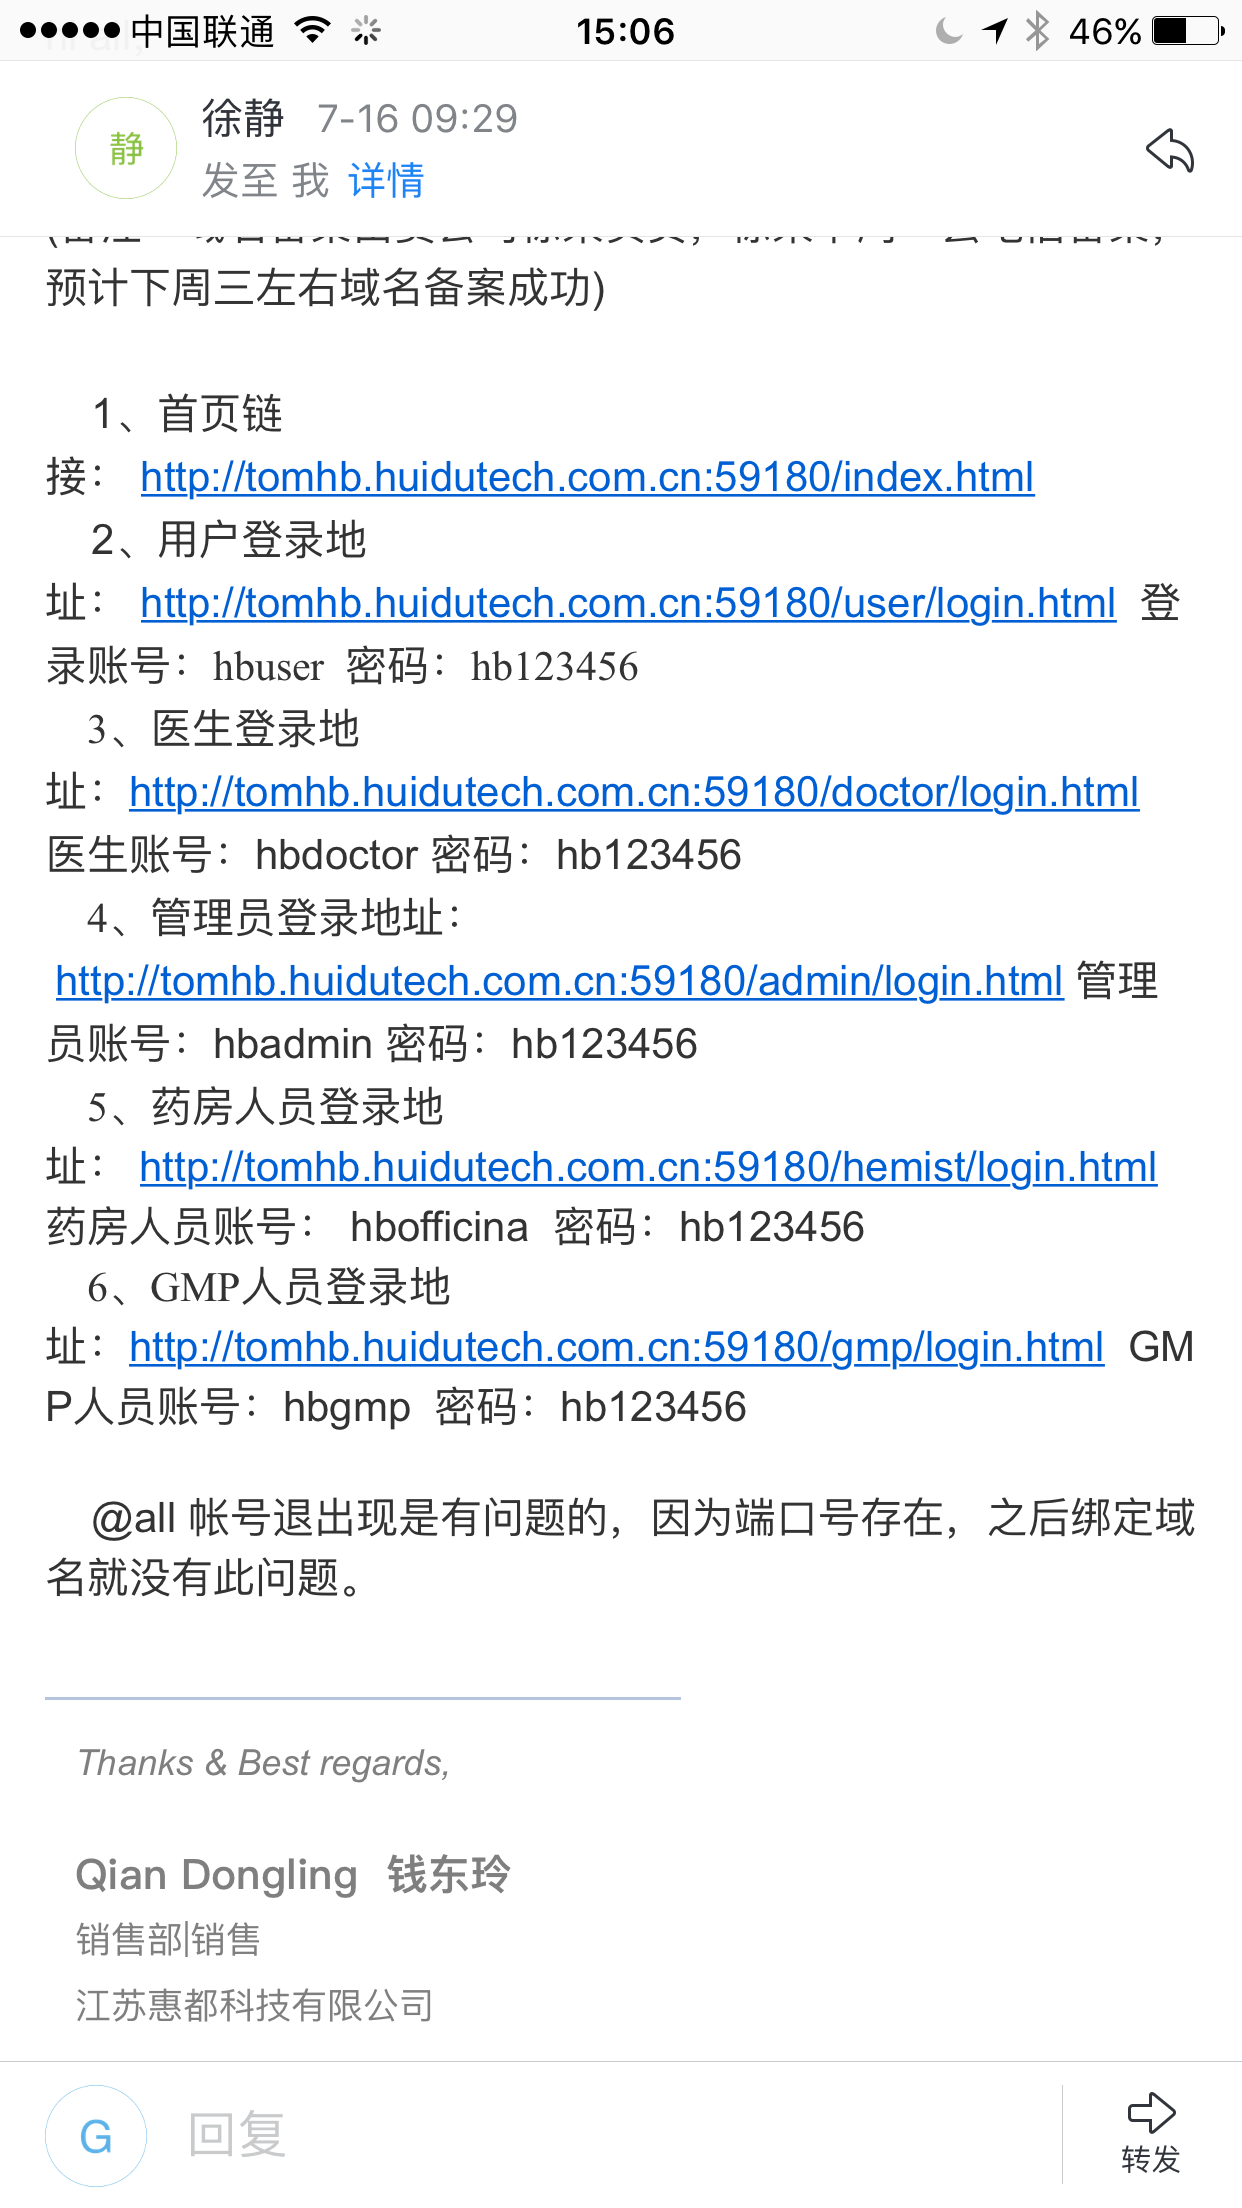 中国联通 15:06 46%
徐静 7-16 09:29
静
发至 我 详情
预计下周三左右域名备案成功)
1、首页链
接： http://tomhb.huidutech.com.cn:59180/index.html
2、用户登录地
址： http://tomhb.huidutech.com.cn:59180/user/login.html 登
录账号：hbuser 密码：hb123456
3、医生登录地
址：http://tomhb.huidutech.com.cn:59180/doctor/login.html
医生账号：hbdoctor 密码：hb123456
4、管理员登录地址：
http://tomhb.huidutech.com.cn:59180/admin/login.html 管理
员账号：hbadmin 密码：hb123456
5、药房人员登录地
址： http://tomhb.huidutech.com.cn:59180/hemist/login.html
药房人员账号： hbofficina 密码：hb123456
6、GMP人员登录地
址：http://tomhb.huidutech.com.cn:59180/gmp/login.html GM
P人员账号：hbgmp 密码：hb123456
@all 帐号退出现是有问题的，因为端口号存在，之后绑定域
名就没有此问题。
Thanks & Best regards,
Qian Dongling 钱东玲
销售部|销售
江苏惠都科技有限公司
G 回复
转发